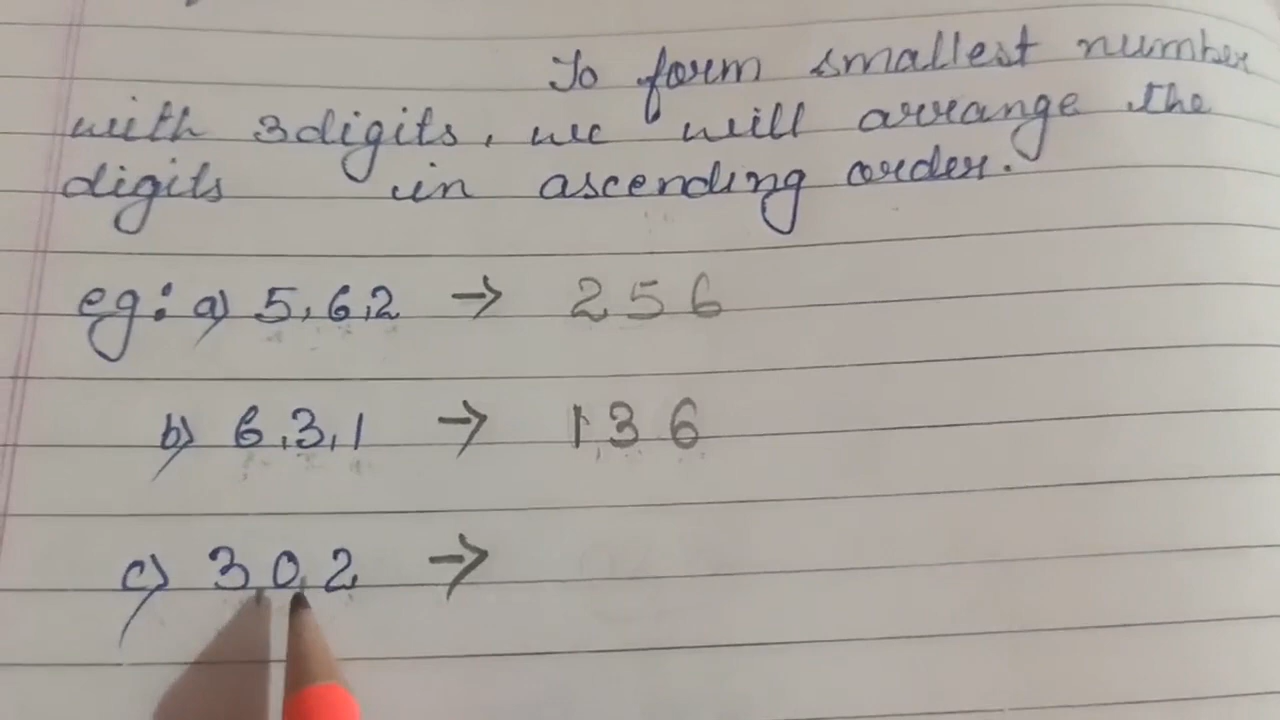 To form smallest number
with 3digits, we will arrange the
digits in ascending order.
eg: a) 5,6,2 → 256
b) 6,3,1 → 136
c) 3,0,2 →